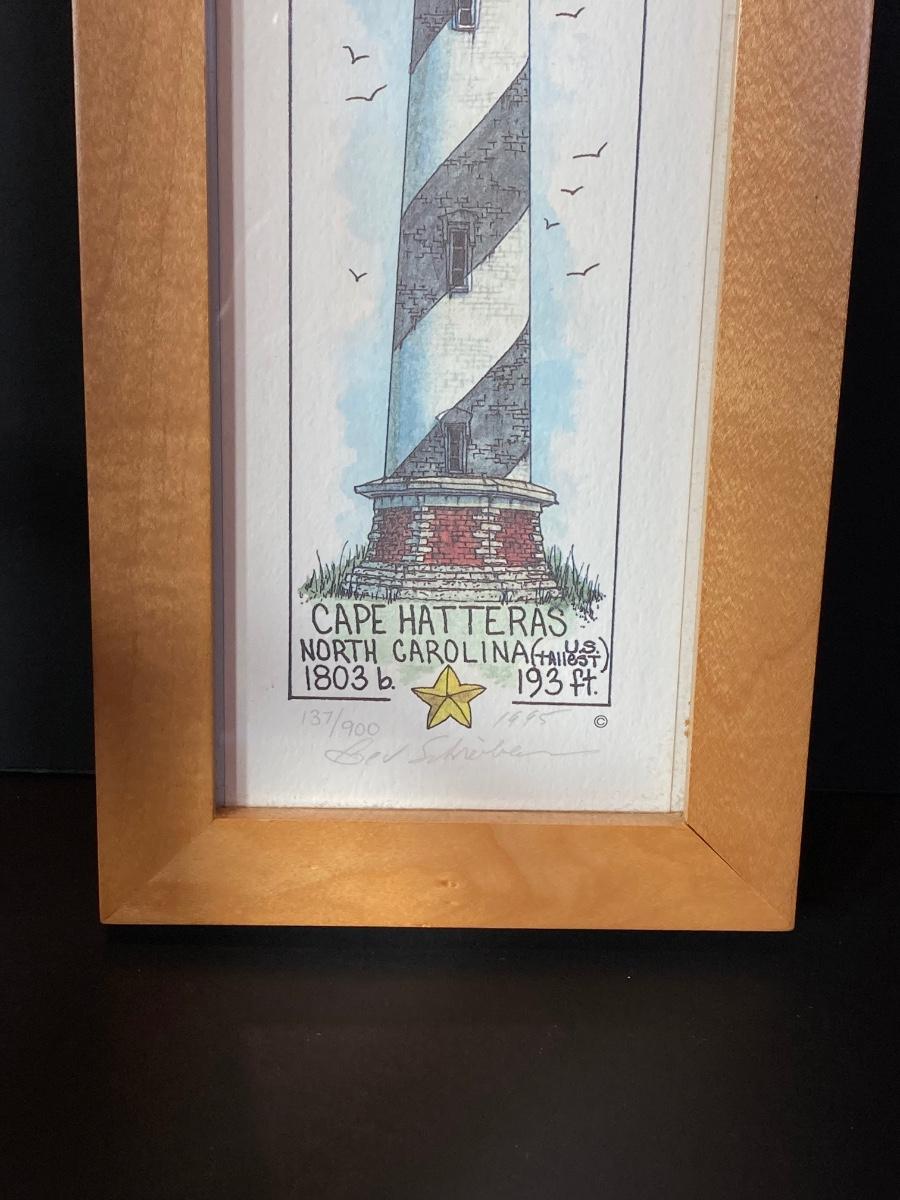 CAPE HATTERAS
NORTH CAROLINA (U.S. TALLEST)
1803 b. 193 ft.
137/900 1995 ©